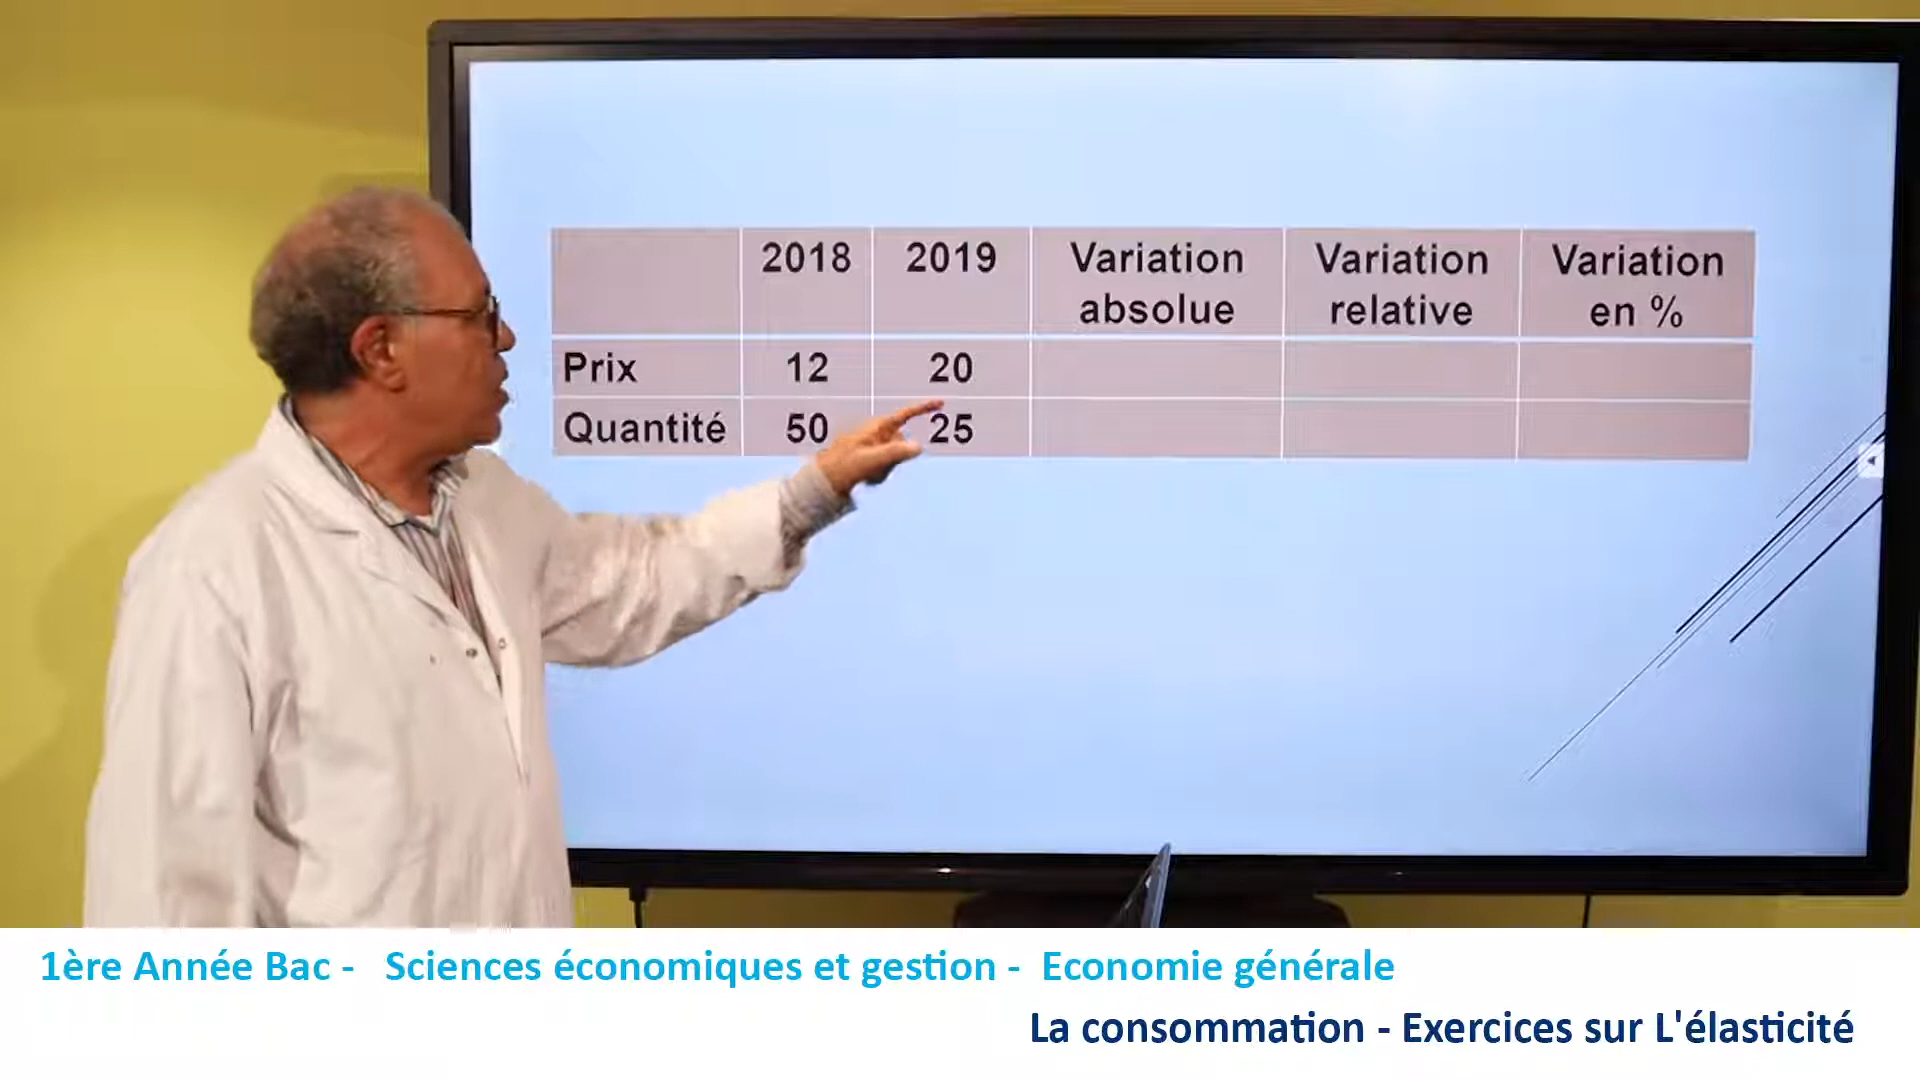 2018 2019 Variation absolue Variation relative Variation en %
Prix 12 20
Quantité 50 25
1ère Année Bac - Sciences économiques et gestion - Economie générale
La consommation - Exercices sur L'élasticité